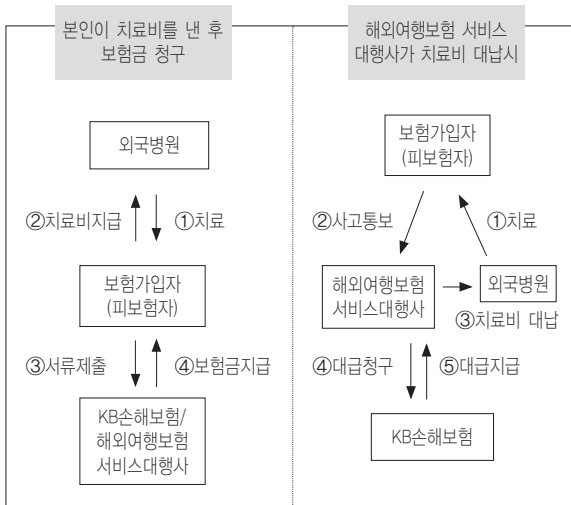 본인이 치료비를 낸 후
보험금 청구
외국병원
②치료비지급
①치료
보험가입자
(피보험자)
③서류제출
④보험금지급
KB손해보험/
해외여행보험
서비스대행사
해외여행보험 서비스
대행사가 치료비 대납시
보험가입자
(피보험자)
②사고통보
①치료
해외여행보험
서비스대행사
외국병원
③치료비 대납
④대급청구
⑤대급지급
KB손해보험